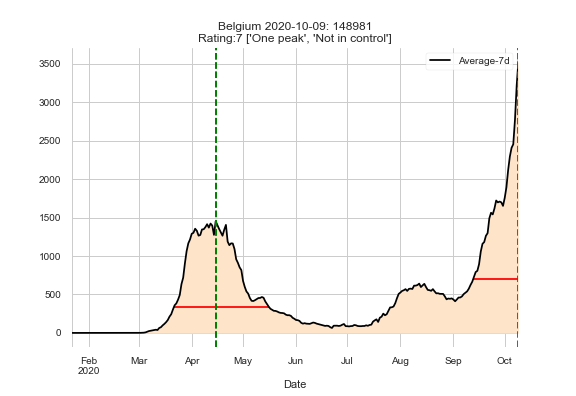 Belgium 2020-10-09: 148981
Rating:7 ['One peak', 'Not in control']
Average-7d
3500
3000
2500
2000
1500
1000
500
0
Feb
2020
Mar
Apr
May
Jun
Jul
Aug
Sep
Oct
Date